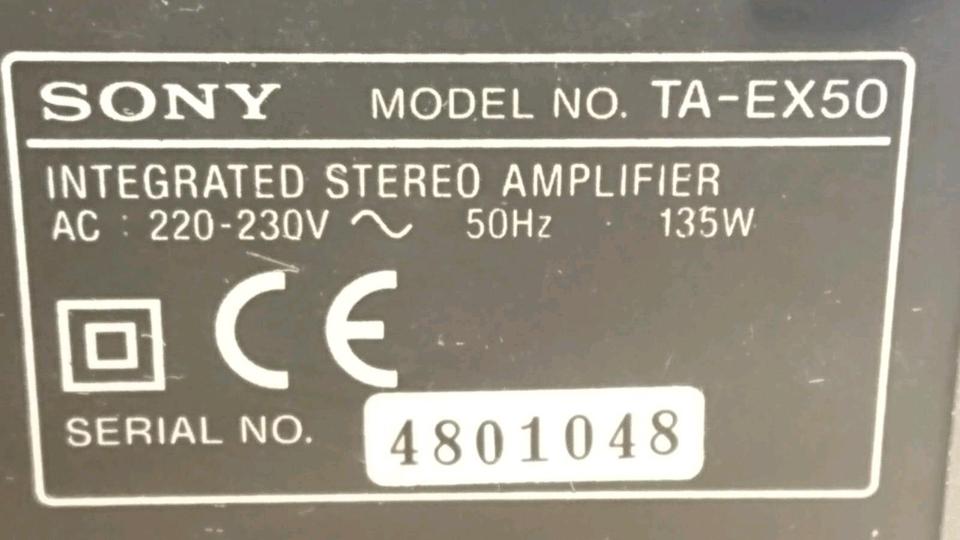 SONY MODEL NO. TA-EX50
INTEGRATED STEREO AMPLIFIER
AC : 220-230V ~ 50Hz 135W
CE
SERIAL NO. 4801048